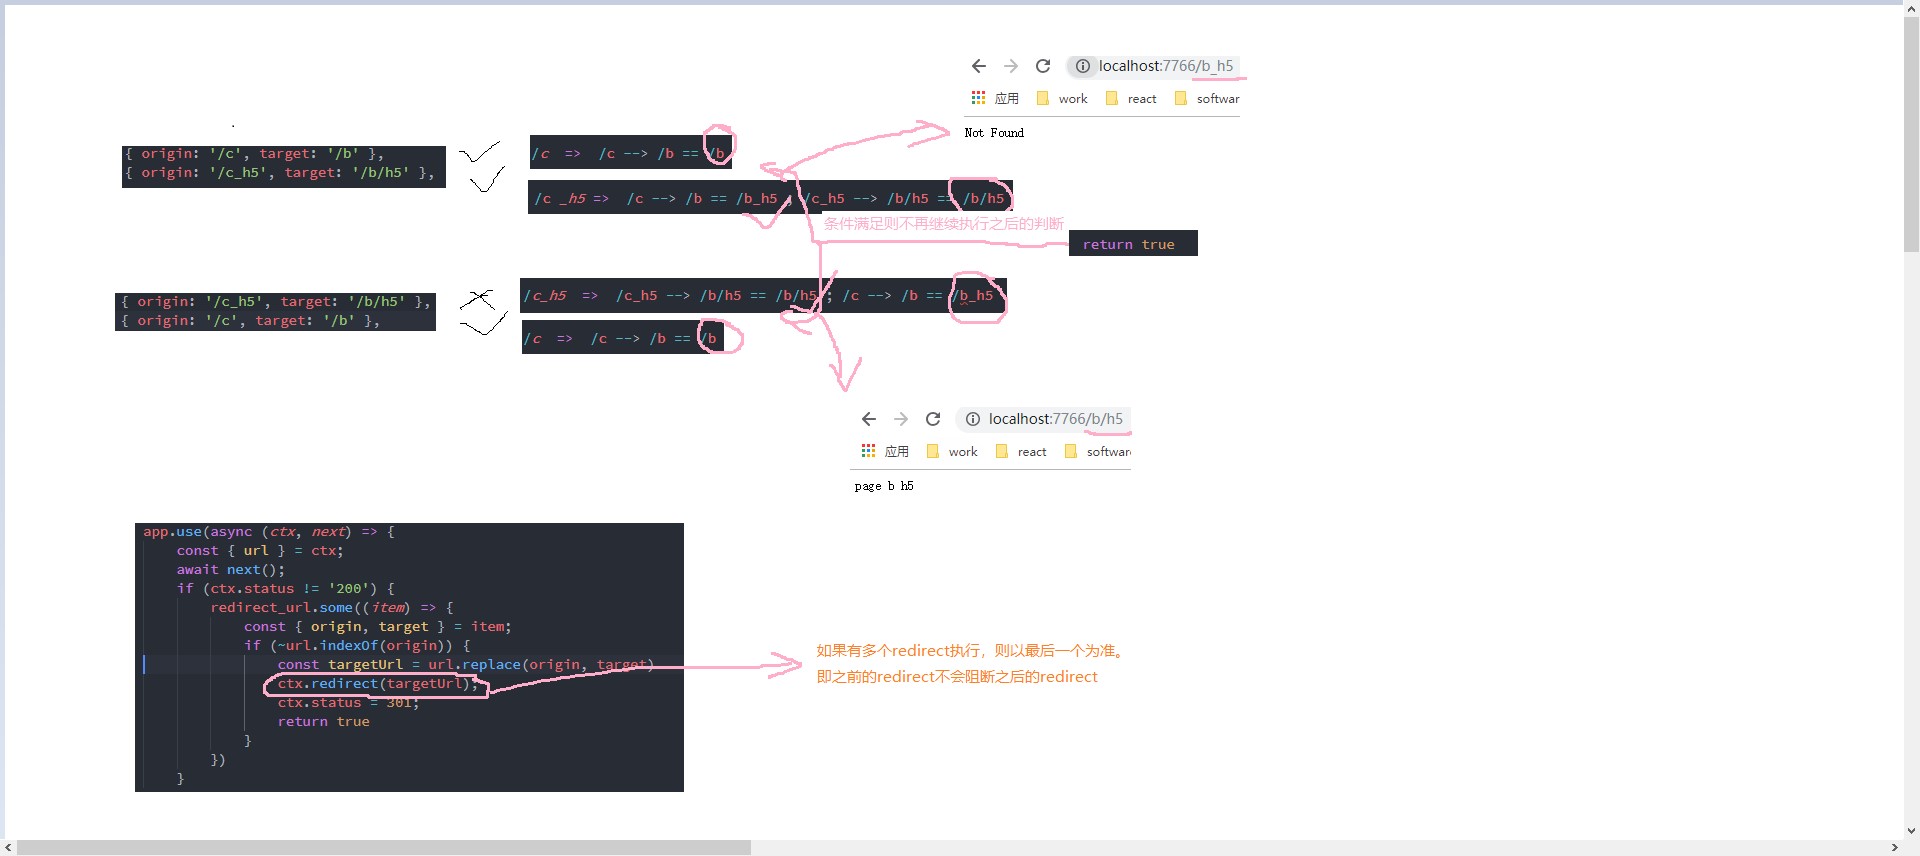 localhost:7766/b_h5
应用 work react softwar
Not Found
{ origin: '/c', target: '/b' },
{ origin: '/c_h5', target: '/b/h5' },
/c => /c --> /b == /b
/c _h5 => /c --> /b == /b_h5 ; /c_h5 --> /b/h5 == /b/h5
条件满足则不再继续执行之后的判断
return true
{ origin: '/c_h5', target: '/b/h5' },
{ origin: '/c', target: '/b' },
/c_h5 => /c_h5 --> /b/h5 == /b/h5 ; /c --> /b == /b_h5
/c => /c --> /b == /b
localhost:7766/b/h5
应用 work react software
page b h5
app.use(async (ctx, next) => {
const { url } = ctx;
await next();
if (ctx.status != '200') {
redirect_url.some((item) => {
const { origin, target } = item;
if (~url.indexOf(origin)) {
const targetUrl = url.replace(origin, target)
ctx.redirect(targetUrl);
ctx.status = 301;
return true
}
})
}
如果有多个redirect执行，则以最后一个为准。
即之前的redirect不会阻断之后的redirect